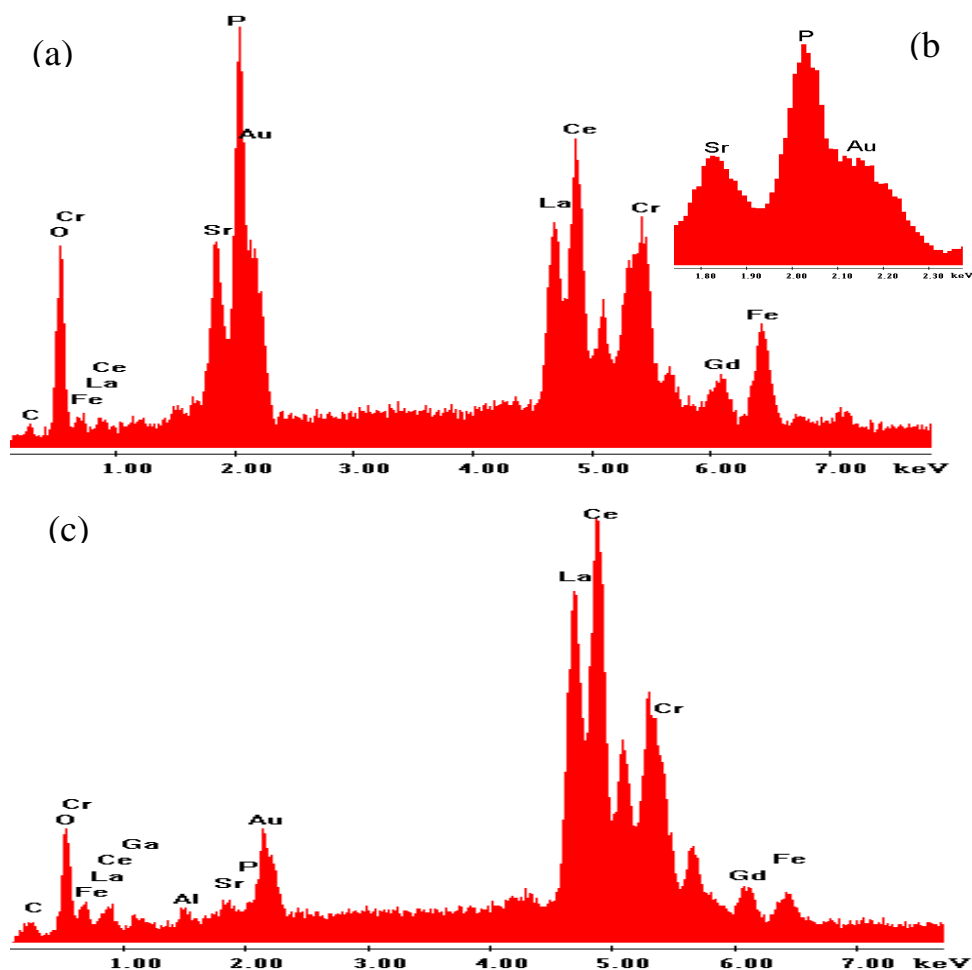 (a)
P
Au
Ce
Cr
O
Sr
La
Cr
Fe
Gd
Ce
La
Fe
C
1.00 2.00 3.00 4.00 5.00 6.00 7.00 keV
(b)
P
Sr
Au
1.80 1.90 2.00 2.10 2.20 2.30 keV
(c)
Ce
La
Cr
Cr
O
Au
Ga
Ce
La
Fe
C
Al
Sr
P
Gd
Fe
1.00 2.00 3.00 4.00 5.00 6.00 7.00 keV